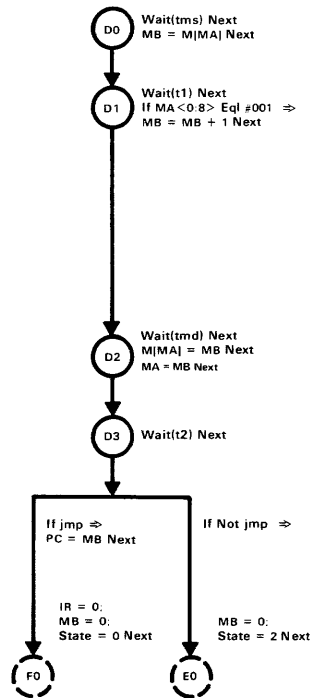 D0
Wait(tms) Next
MB = M[MA] Next
D1
Wait(t1) Next
If MA<0:8> Eql #001 ⇒
MB = MB + 1 Next
D2
Wait(tmd) Next
M[MA] = MB Next
MA = MB Next
D3
Wait(t2) Next
If jmp ⇒
PC = MB Next
If Not jmp ⇒
IR = 0;
MB = 0;
State = 0 Next
MB = 0;
State = 2 Next
F0
E0